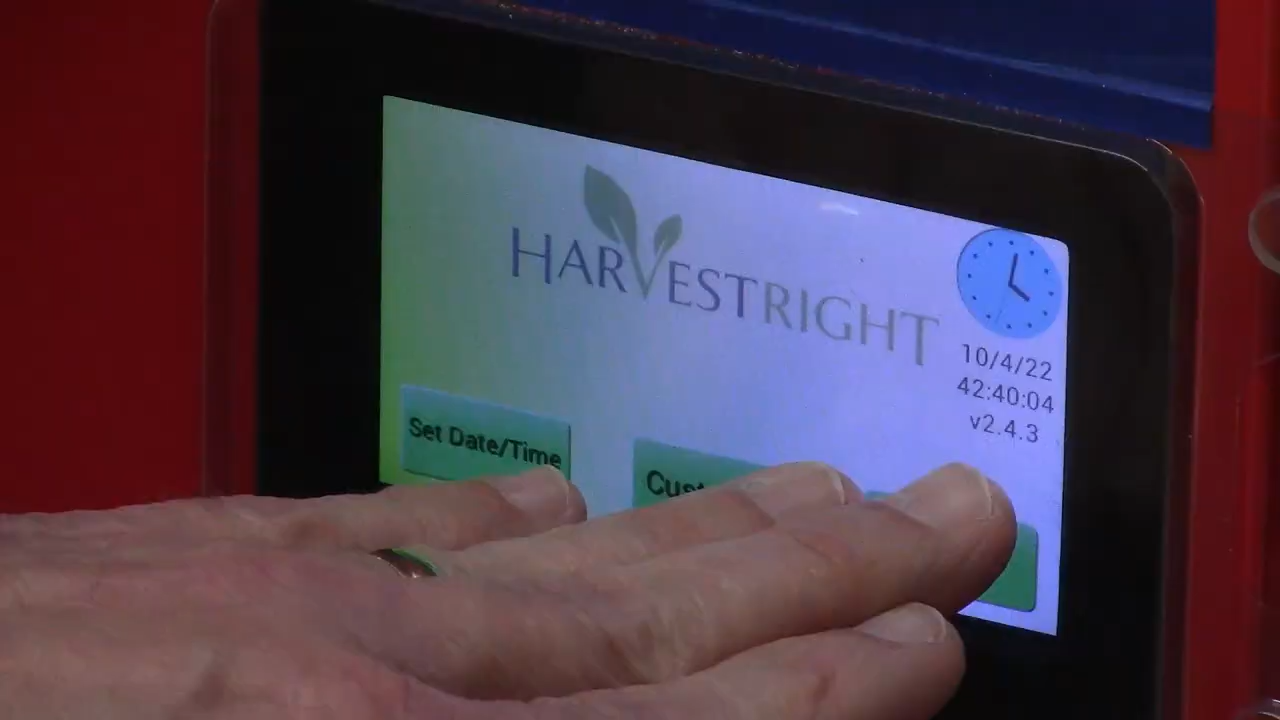 HARVESTRIGHT
10/4/22
42:40:04
v2.4.3
Set Date/Time